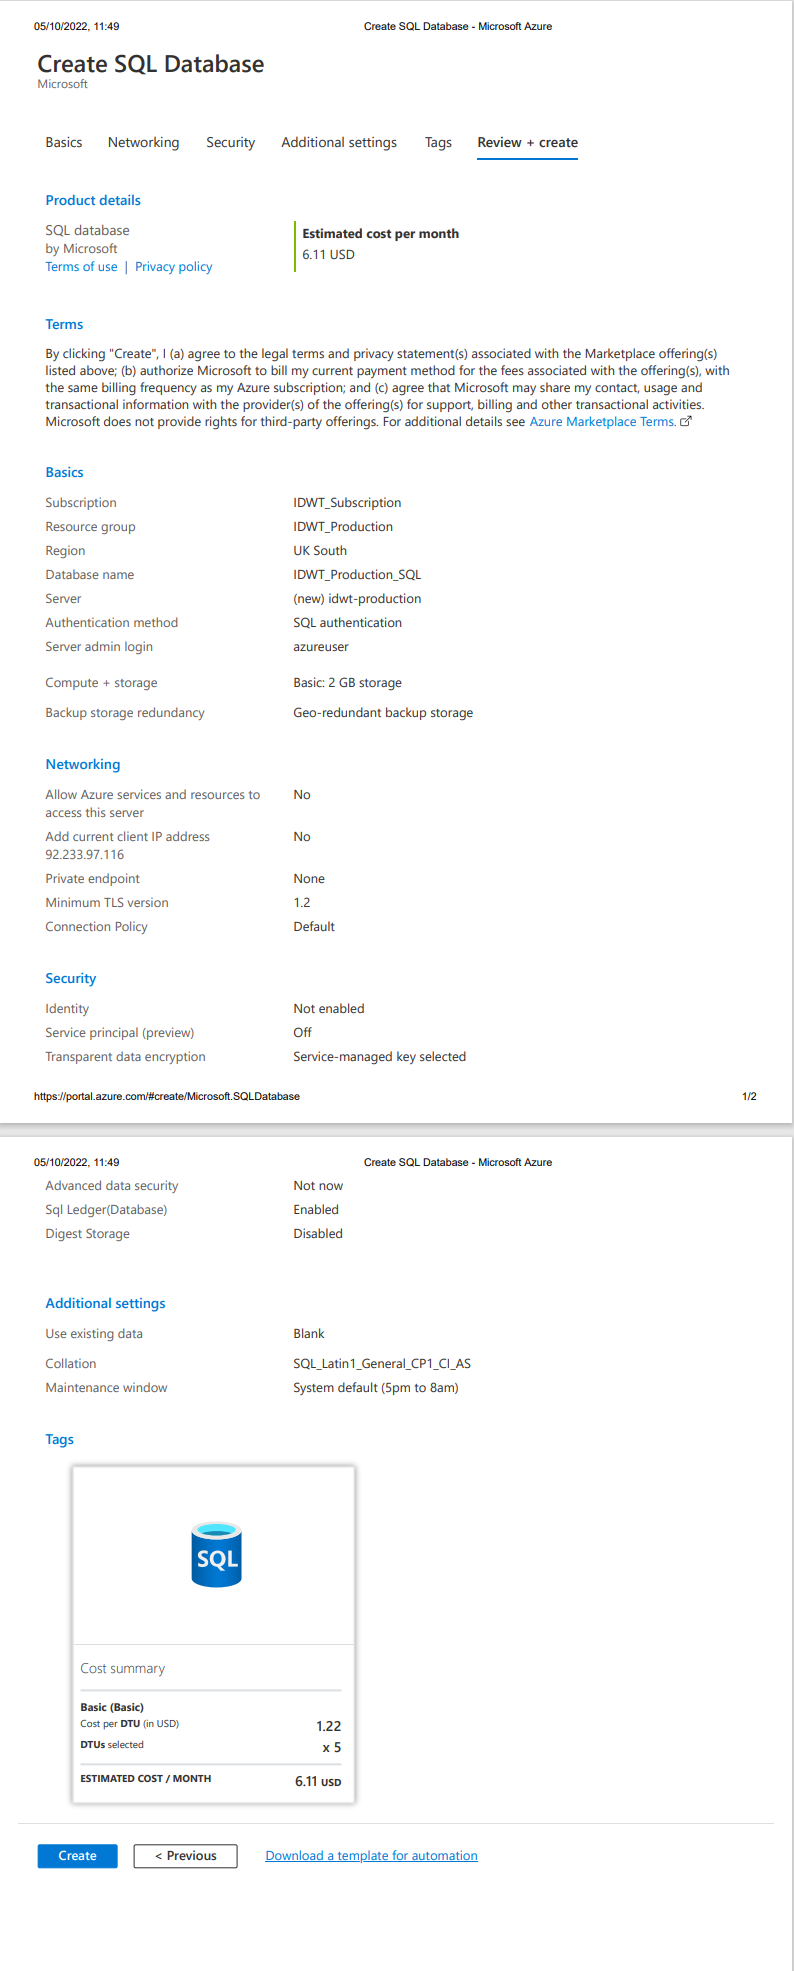 05/10/2022, 11:49 Create SQL Database - Microsoft Azure
Create SQL Database
Microsoft
Basics Networking Security Additional settings Tags Review + create
Product details
SQL database
by Microsoft
Terms of use | Privacy policy
Estimated cost per month
6.11 USD
Terms
By clicking "Create", I (a) agree to the legal terms and privacy statement(s) associated with the Marketplace offering(s)
listed above; (b) authorize Microsoft to bill my current payment method for the fees associated with the offering(s), with
the same billing frequency as my Azure subscription; and (c) agree that Microsoft may share my contact, usage and
transactional information with the provider(s) of the offering(s) for support, billing and other transactional activities.
Microsoft does not provide rights for third-party offerings. For additional details see Azure Marketplace Terms.
Basics
Subscription IDWT_Subscription
Resource group IDWT_Production
Region UK South
Database name IDWT_Production_SQL
Server (new) idwt-production
Authentication method SQL authentication
Server admin login azureuser
Compute + storage Basic: 2 GB storage
Backup storage redundancy Geo-redundant backup storage
Networking
Allow Azure services and resources to No
access this server
Add current client IP address No
92.233.97.116
Private endpoint None
Minimum TLS version 1.2
Connection Policy Default
Security
Identity Not enabled
Service principal (preview) Off
Transparent data encryption Service-managed key selected
https://portal.azure.com/#create/Microsoft.SQLDatabase 1/2
05/10/2022, 11:49 Create SQL Database - Microsoft Azure
Advanced data security Not now
Sql Ledger(Database) Enabled
Digest Storage Disabled
Additional settings
Use existing data Blank
Collation SQL_Latin1_General_CP1_CI_AS
Maintenance window System default (5pm to 8am)
Tags
SQL
Cost summary
Basic (Basic)
Cost per DTU (in USD) 1.22
DTUs selected x 5
ESTIMATED COST / MONTH 6.11 USD
Create < Previous Download a template for automation